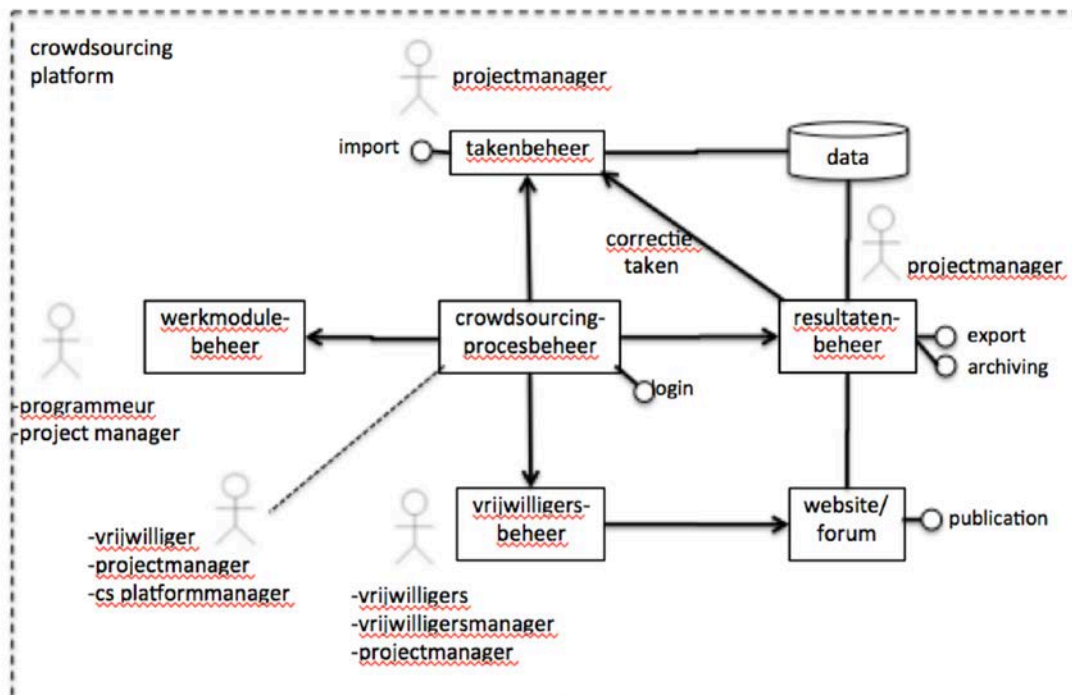 crowdsourcing
platform
projectmanager
import
takenbeheer
data
correctie
taken
projectmanager
werkmodule-
beheer
crowdsourcing-
procesbeheer
resultaten-
beheer
export
archiving
login
-programmeur
-project manager
vrijwilligers-
beheer
website/
forum
publication
-vrijwilliger
-projectmanager
-cs platformmanager
-vrijwilligers
-vrijwilligersmanager
-projectmanager